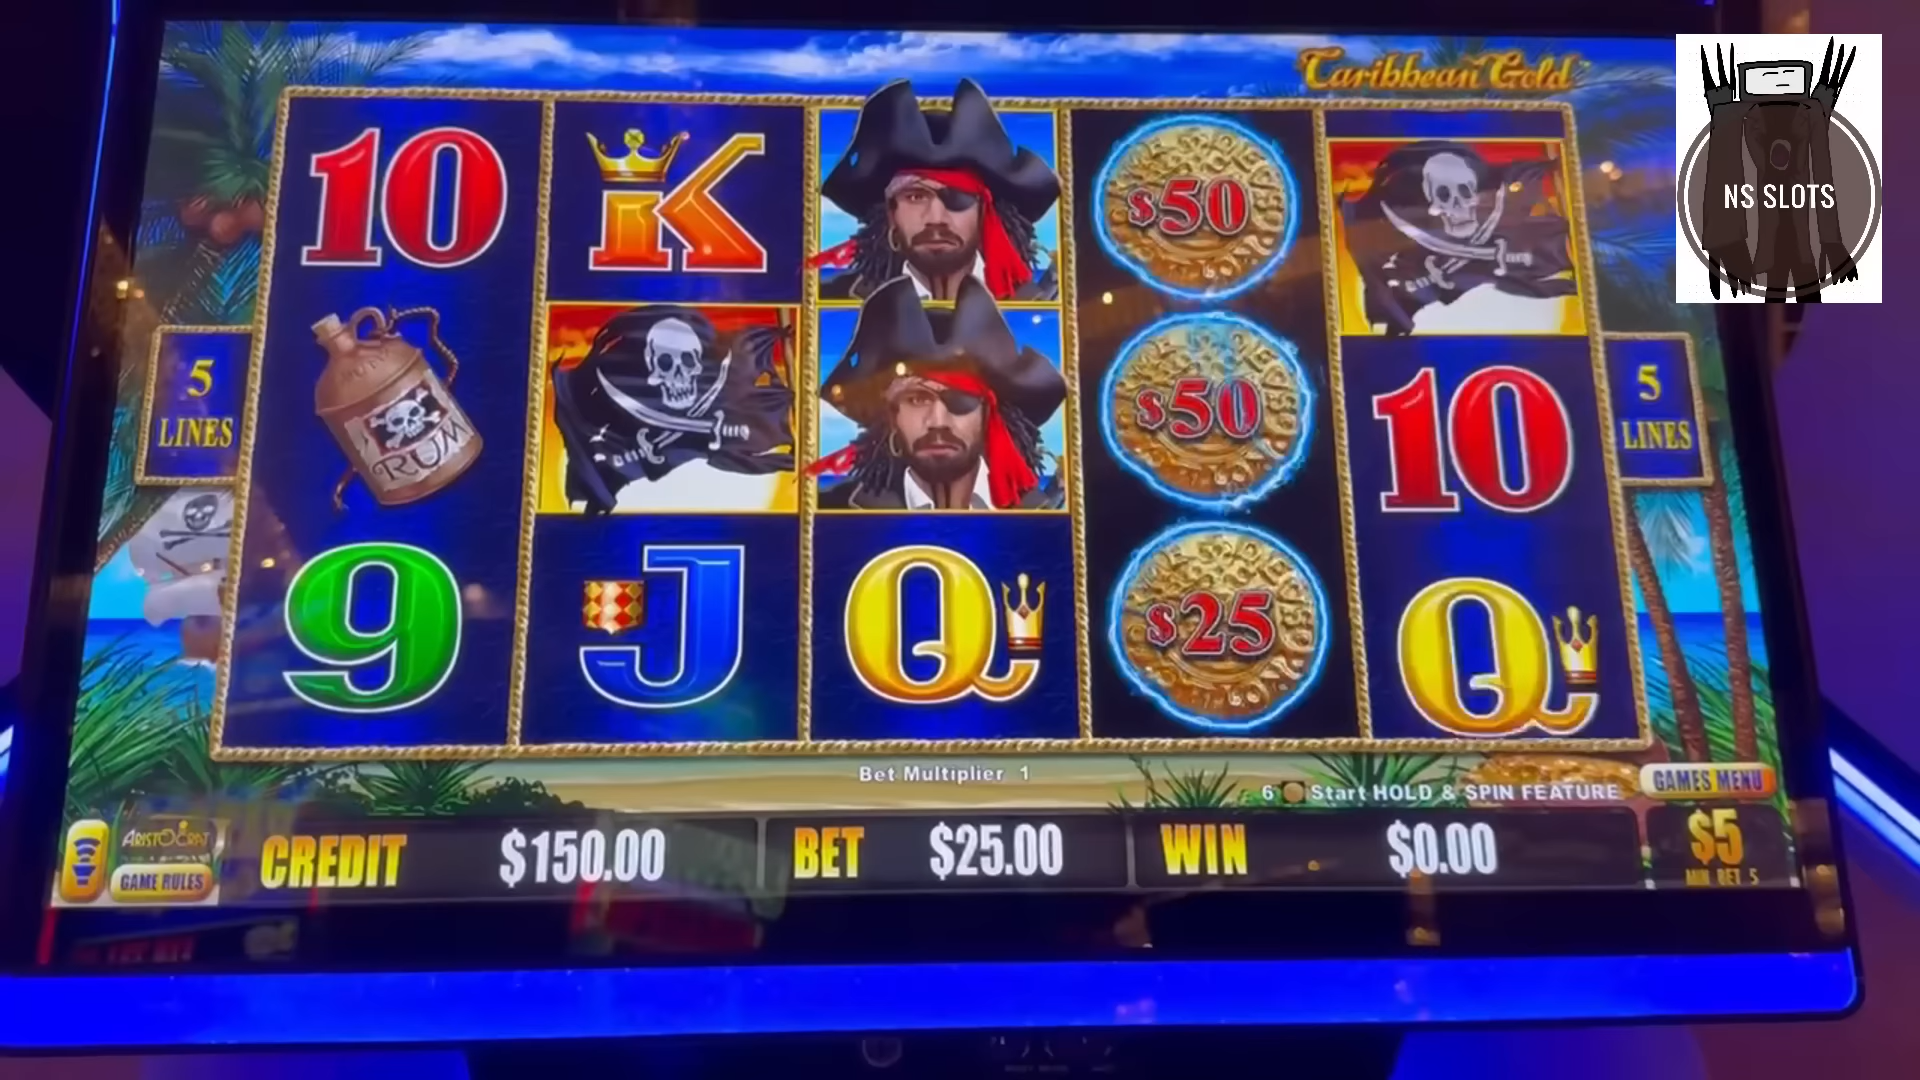 Caribbean Gold
NS SLOTS
10
K
$50
5
LINES
RUM
$50
10
5
LINES
9
J
Q
$25
Q
Bet Multiplier 1
6 Start HOLD & SPIN FEATURE
GAMES MENU
ARISTOCRAT
GAME RULES
CREDIT $150.00
BET $25.00
WIN $0.00
$5
MIN BET 5